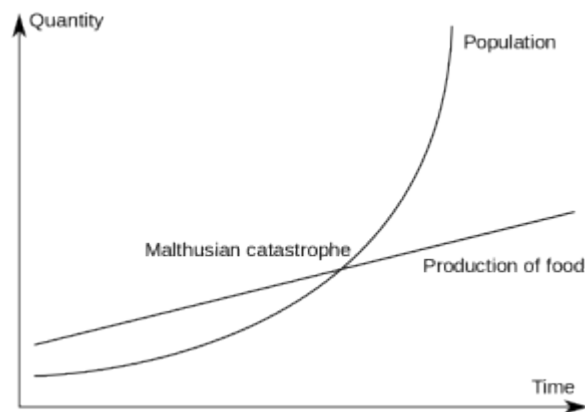 Quantity
Population
Malthusian catastrophe
Production of food
Time